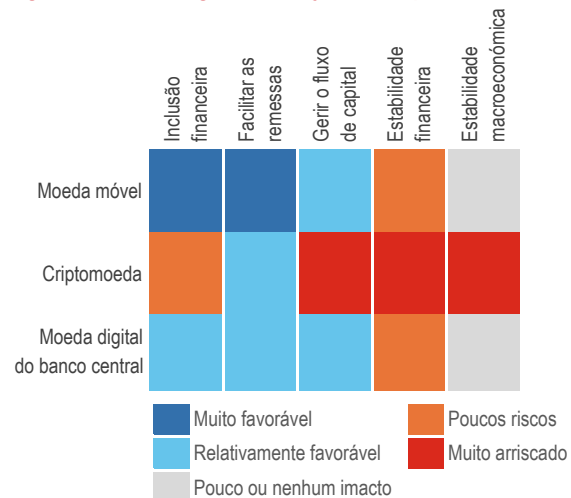 Inclusão
financeira
Facilitar as
remessas
Gerir o fluxo
de capital
Estabilidade
financeira
Estabilidade
macroeconómica
Moeda móvel
Criptomoeda
Moeda digital
do banco central
Muito favorável
Poucos riscos
Relativamente favorável
Muito arriscado
Pouco ou nenhum imacto